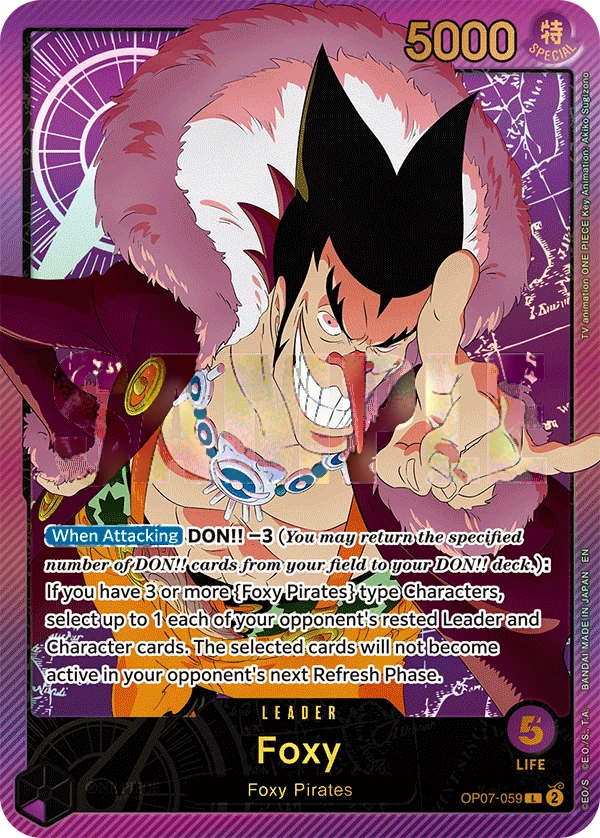 5000
特
SPECIAL
TV animation ONE PIECE Key Animation: Akiko Sugizono
SAMPLE
When Attacking DON!! −3 (You may return the specified
number of DON!! cards from your field to your DON!! deck.):
If you have 3 or more {Foxy Pirates} type Characters,
select up to 1 each of your opponent's rested Leader and
Character cards. The selected cards will not become
active in your opponent's next Refresh Phase.
LEADER
Foxy
Foxy Pirates
5
LIFE
ONE PIECE
OP07-059 L 2
©E.O/S. ©E.O./S., T.A. BANDAI MADE IN JAPAN EN